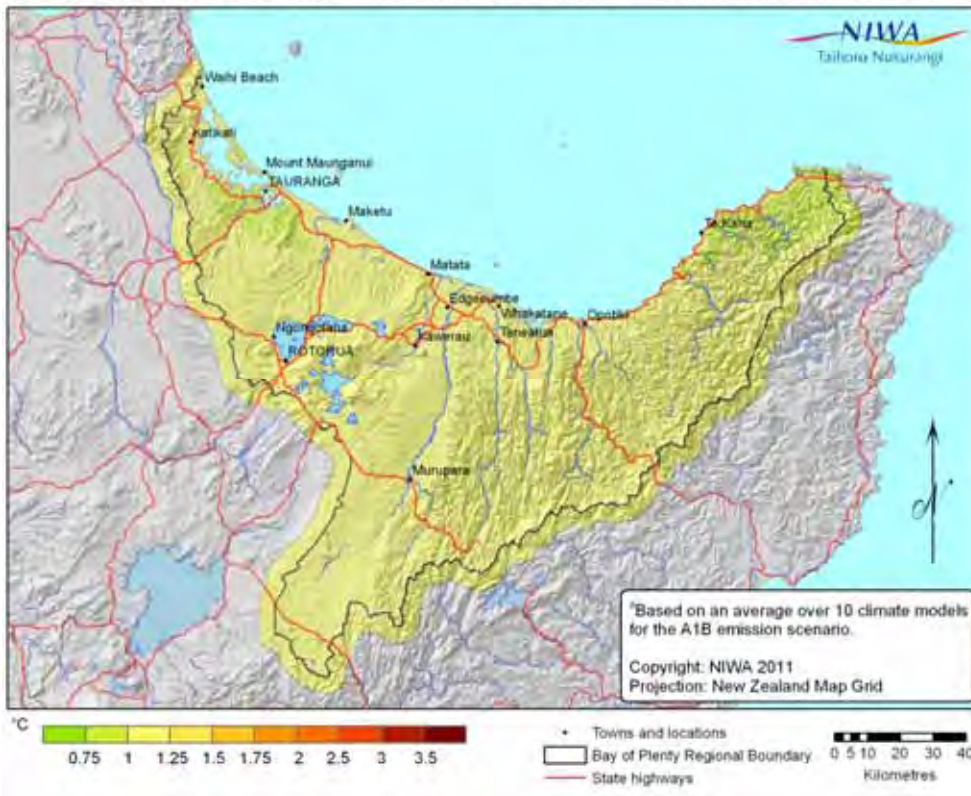 NIWA
Taihoro Nukurangi
Waihi Beach
Katikati
Mount Maunganui
TAURANGA
Maketu
Te Kaha
Matata
Edgecumbe
Whakatane
Opotiki
Ngongotaha
Kawerau
Taneatua
ROTORUA
Murupara
N
*Based on an average over 10 climate models
for the A1B emission scenario.
Copyright: NIWA 2011
Projection: New Zealand Map Grid
°C
0.75 1 1.25 1.5 1.75 2 2.5 3 3.5
Towns and locations
Bay of Plenty Regional Boundary
State highways
0 5 10 20 30 40
Kilometres